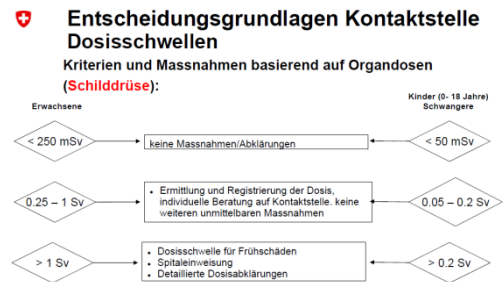 Entscheidungsgrundlagen Kontaktstelle
Dosisschwellen
Kriterien und Massnahmen basierend auf Organdosen
(Schilddrüse):
Erwachsene
Kinder (0- 18 Jahre)
Schwangere
< 250 mSv
keine Massnahmen/Abklärungen
< 50 mSv
0.25 – 1 Sv
• Ermittlung und Registrierung der Dosis,
individuelle Beratung auf Kontaktstelle. keine
weiteren unmittelbaren Massnahmen
0.05 – 0.2 Sv
> 1 Sv
• Dosisschwelle für Frühschäden
• Spitaleinweisung
• Detaillierte Dosisabklärungen
> 0.2 Sv